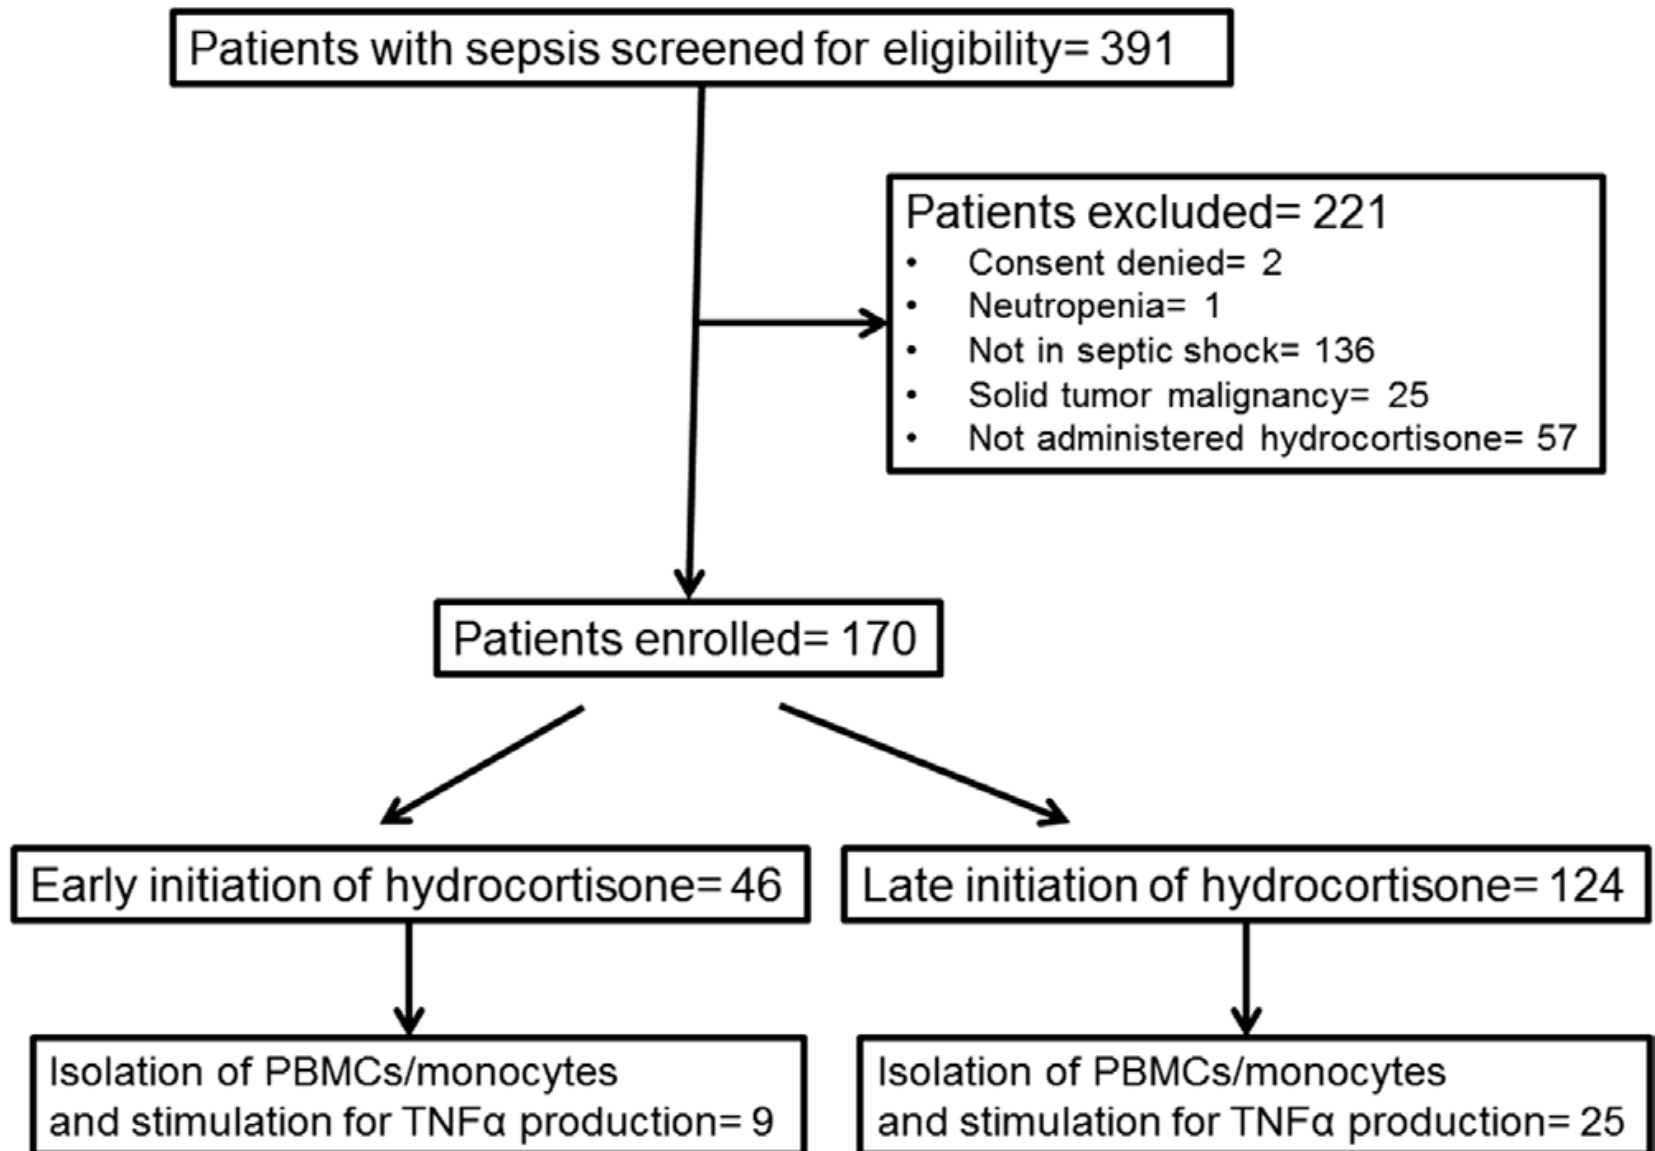 Patients with sepsis screened for eligibility= 391
Patients excluded= 221
• Consent denied= 2
• Neutropenia= 1
• Not in septic shock= 136
• Solid tumor malignancy= 25
• Not administered hydrocortisone= 57
Patients enrolled= 170
Early initiation of hydrocortisone= 46
Late initiation of hydrocortisone= 124
Isolation of PBMCs/monocytes
and stimulation for TNFα production= 9
Isolation of PBMCs/monocytes
and stimulation for TNFα production= 25